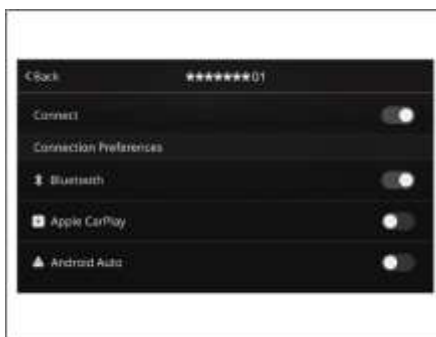 <Back ★★★★★★★01
Connect
Connection Preferences
Bluetooth
Apple CarPlay
Android Auto